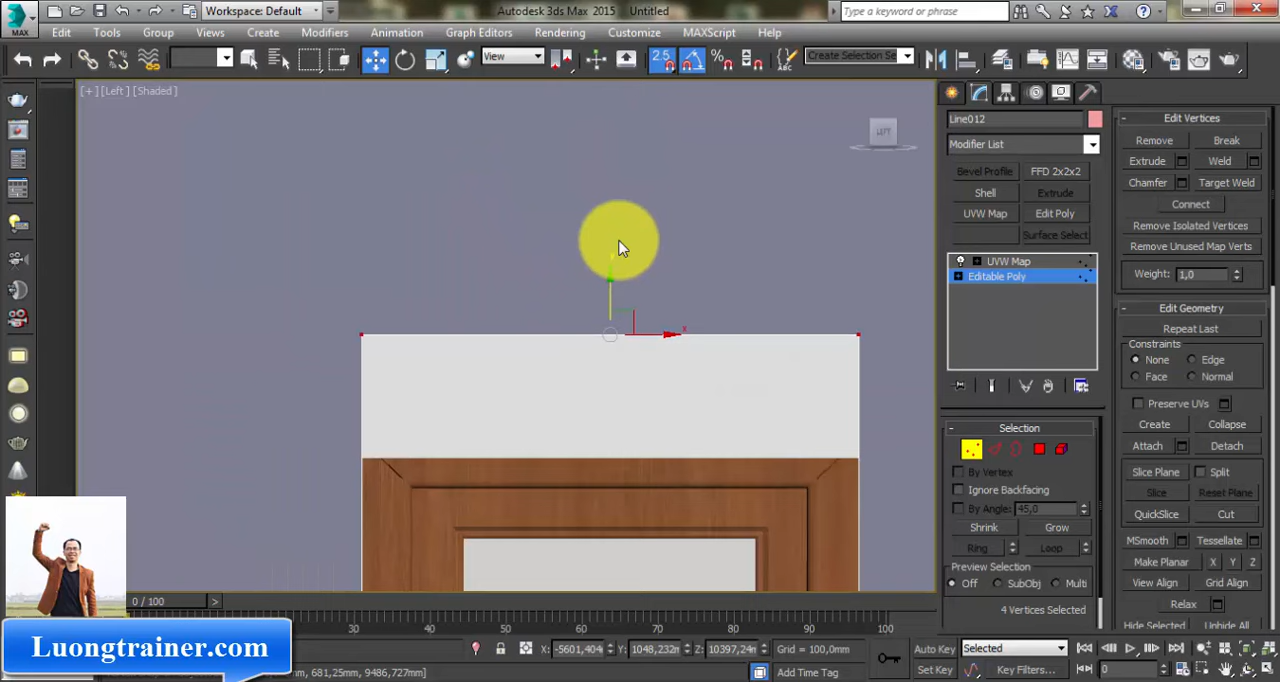 MAX
Workspace: Default
Autodesk 3ds Max 2015 Untitled
Type a keyword or phrase
Edit Tools Group Views Create Modifiers Animation Graph Editors Rendering Customize MAXScript Help
View
2.5
Create Selection Se
[+] [Left] [Shaded]
LEFT
Line012
Modifier List
Bevel Profile FFD 2x2x2
Shell Extrude
UVW Map Edit Poly
Surface Select
UVW Map
Editable Poly
Selection
By Vertex
Ignore Backfacing
By Angle: 45,0
Shrink Grow
Ring Loop
Preview Selection
Off SubObj Multi
4 Vertices Selected
Edit Vertices
Remove Break
Extrude Weld
Chamfer Target Weld
Connect
Remove Isolated Vertices
Remove Unused Map Verts
Weight: 1,0
Edit Geometry
Repeat Last
Constraints
None Edge
Face Normal
Preserve UVs
Create Collapse
Attach Detach
Slice Plane Split
Slice Reset Plane
QuickSlice Cut
MSmooth Tessellate
Make Planar X Y Z
View Align Grid Align
Relax
Hide Selected Unhide All
0 / 100
30 40 50 60 70 80 90 100
X: -5601,404 Y: 1048,232m Z: 10397,24m Grid = 100,0mm
Auto Key Selected
681,25mm, 9486,727mm)
Add Time Tag
Set Key Key Filters... 0
Luongtrainer.com